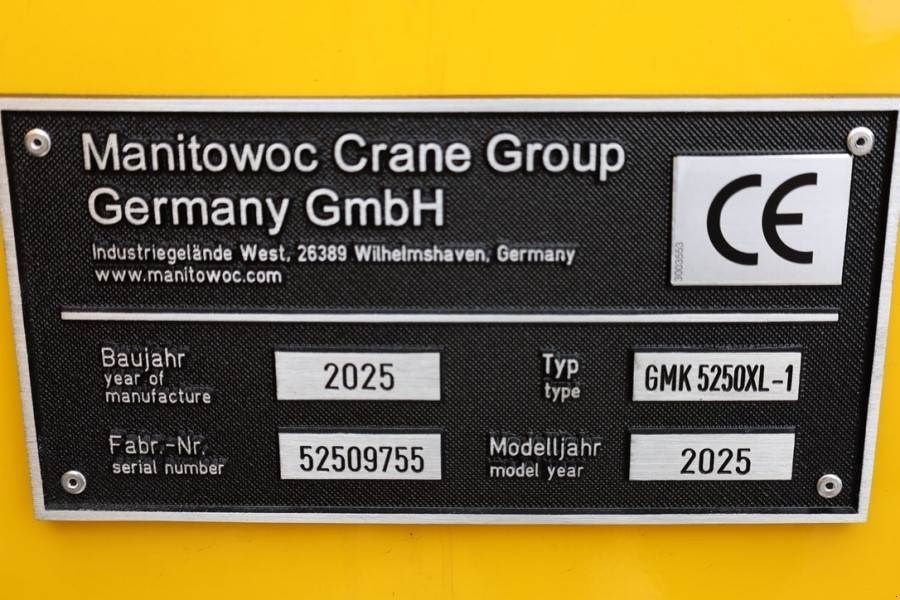 Manitowoc Crane Group
Germany GmbH
Industriegelände West, 26389 Wilhelmshaven, Germany
www.manitowoc.com
CE
3003553
Baujahr
year of
manufacture
2025
Typ
type
GMK 5250XL-1
Fabr.-Nr.
serial number
52509755
Modelljahr
model year
2025